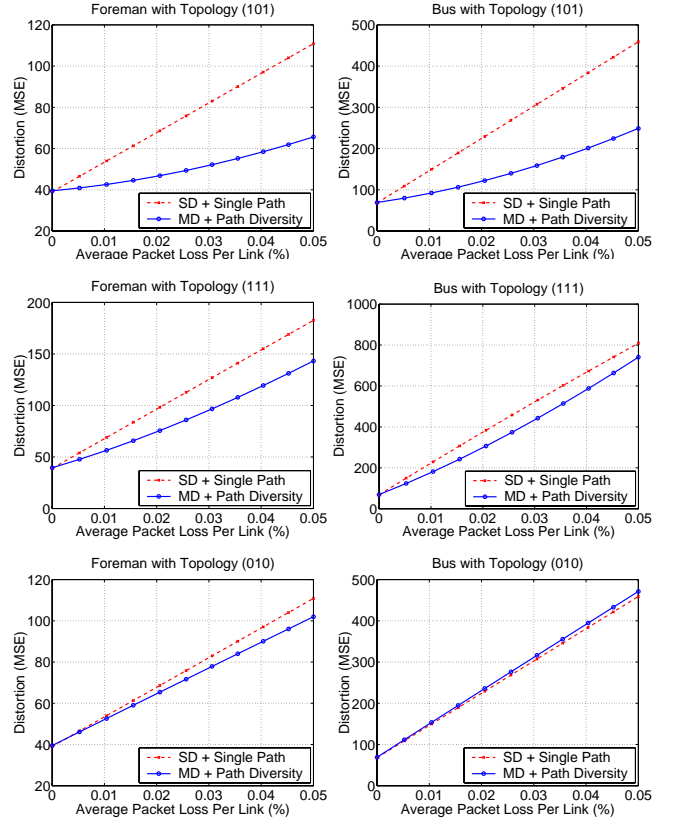 Foreman with Topology (101)
120
100
80
60
40
20
Distortion (MSE)
SD + Single Path
MD + Path Diversity
0 0.01 0.02 0.03 0.04 0.05
Average Packet Loss Per Link (%)
Bus with Topology (101)
500
400
300
200
100
0
Distortion (MSE)
SD + Single Path
MD + Path Diversity
0 0.01 0.02 0.03 0.04 0.05
Average Packet Loss Per Link (%)
Foreman with Topology (111)
200
150
100
50
0
Distortion (MSE)
SD + Single Path
MD + Path Diversity
0 0.01 0.02 0.03 0.04 0.05
Average Packet Loss Per Link (%)
Bus with Topology (111)
1000
800
600
400
200
0
Distortion (MSE)
SD + Single Path
MD + Path Diversity
0 0.01 0.02 0.03 0.04 0.05
Average Packet Loss Per Link (%)
Foreman with Topology (010)
120
100
80
60
40
20
Distortion (MSE)
SD + Single Path
MD + Path Diversity
0 0.01 0.02 0.03 0.04 0.05
Average Packet Loss Per Link (%)
Bus with Topology (010)
500
400
300
200
100
0
Distortion (MSE)
SD + Single Path
MD + Path Diversity
0 0.01 0.02 0.03 0.04 0.05
Average Packet Loss Per Link (%)